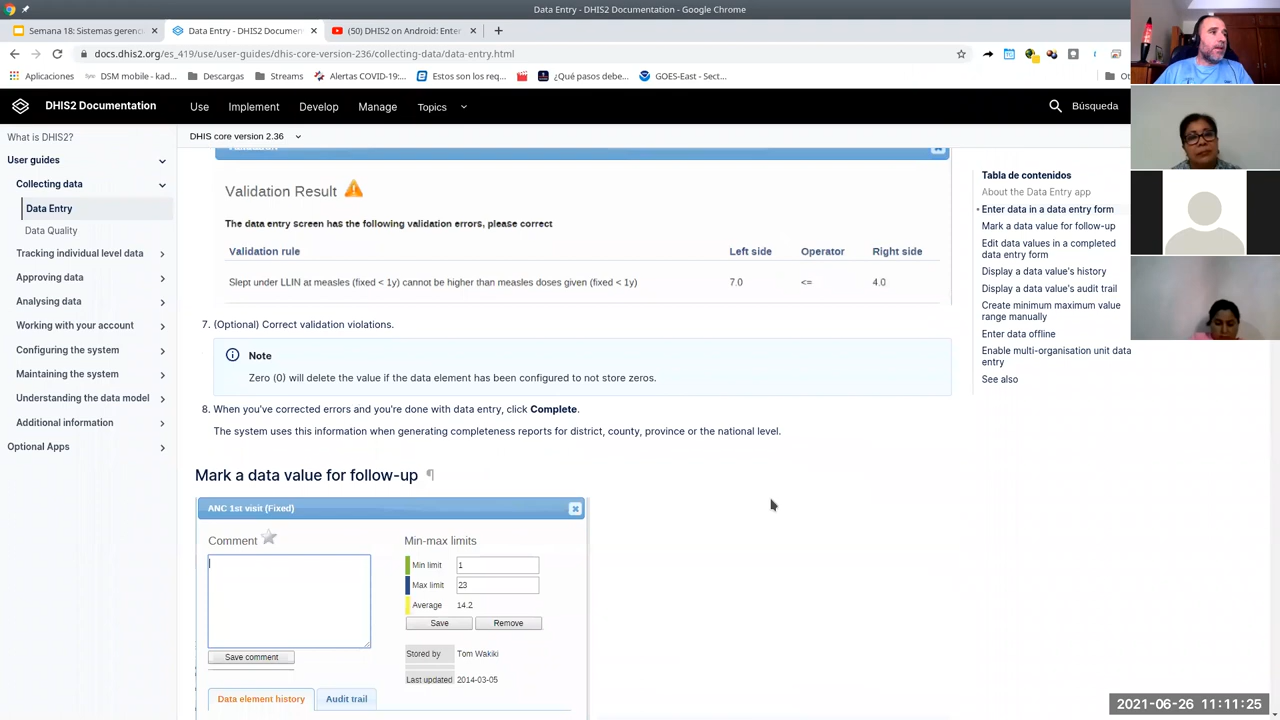 Data Entry - DHIS2 Documentation - Google Chrome
Semana 18: Sistemas gerenc
Data Entry - DHIS2 Documentation
(50) DHIS2 on Android: Enter
docs.dhis2.org/es_419/use/user-guides/dhis-core-version-236/collecting-data/data-entry.html
Aplicaciones
DSM mobile - kad...
Descargas
Streams
Alertas COVID-19:...
Estos son los req...
¿Qué pasos debe...
GOES-East - Sect...
DHIS2 Documentation
Use
Implement
Develop
Manage
Topics
Búsqueda
What is DHIS2?
User guides
Collecting data
Data Entry
Data Quality
Tracking individual level data
Approving data
Analysing data
Working with your account
Configuring the system
Maintaining the system
Understanding the data model
Additional information
Optional Apps
DHIS core version 2.36
Validation Result
The data entry screen has the following validation errors, please correct
Validation rule Left side Operator Right side
Slept under LLIN at measles (fixed < 1y) cannot be higher than measles doses given (fixed < 1y) 7.0 <= 4.0
7. (Optional) Correct validation violations.
Note
Zero (0) will delete the value if the data element has been configured to not store zeros.
8. When you've corrected errors and you're done with data entry, click Complete.
The system uses this information when generating completeness reports for district, county, province or the national level.
Mark a data value for follow-up ¶
ANC 1st visit (Fixed)
Comment
Save comment
Min-max limits
Min limit 1
Max limit 23
Average 14.2
Save Remove
Stored by Tom Wakiki
Last updated 2014-03-05
Data element history Audit trail
Tabla de contenidos
About the Data Entry app
Enter data in a data entry form
Mark a data value for follow-up
Edit data values in a completed
data entry form
Display a data value's history
Display a data value's audit trail
Create minimum maximum value
range manually
Enter data offline
Enable multi-organisation unit data
entry
See also
2021-06-26 11:11:25